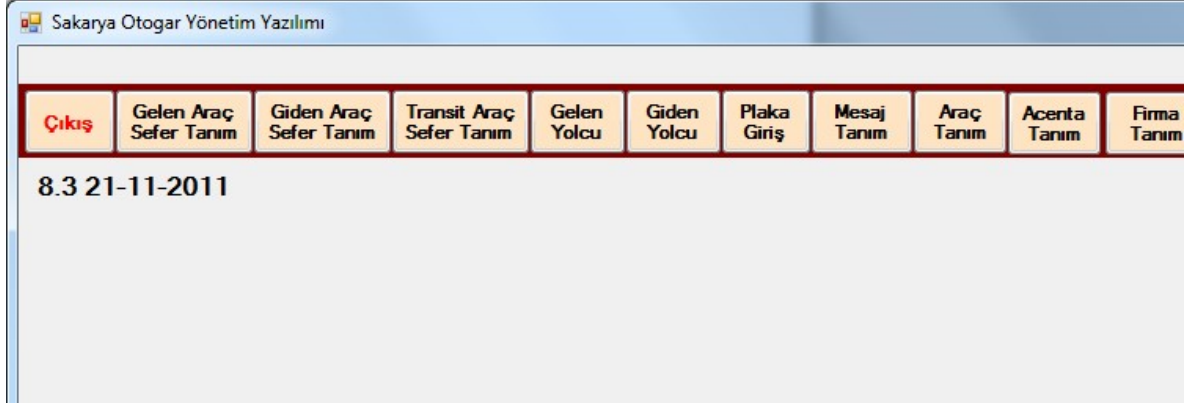 Sakarya Otogar Yönetim Yazılımı
Çıkış
Gelen Araç
Sefer Tanım
Giden Araç
Sefer Tanım
Transit Araç
Sefer Tanım
Gelen
Yolcu
Giden
Yolcu
Plaka
Giriş
Mesaj
Tanım
Araç
Tanım
Acenta
Tanım
Firma
Tanım
8.3 21-11-2011